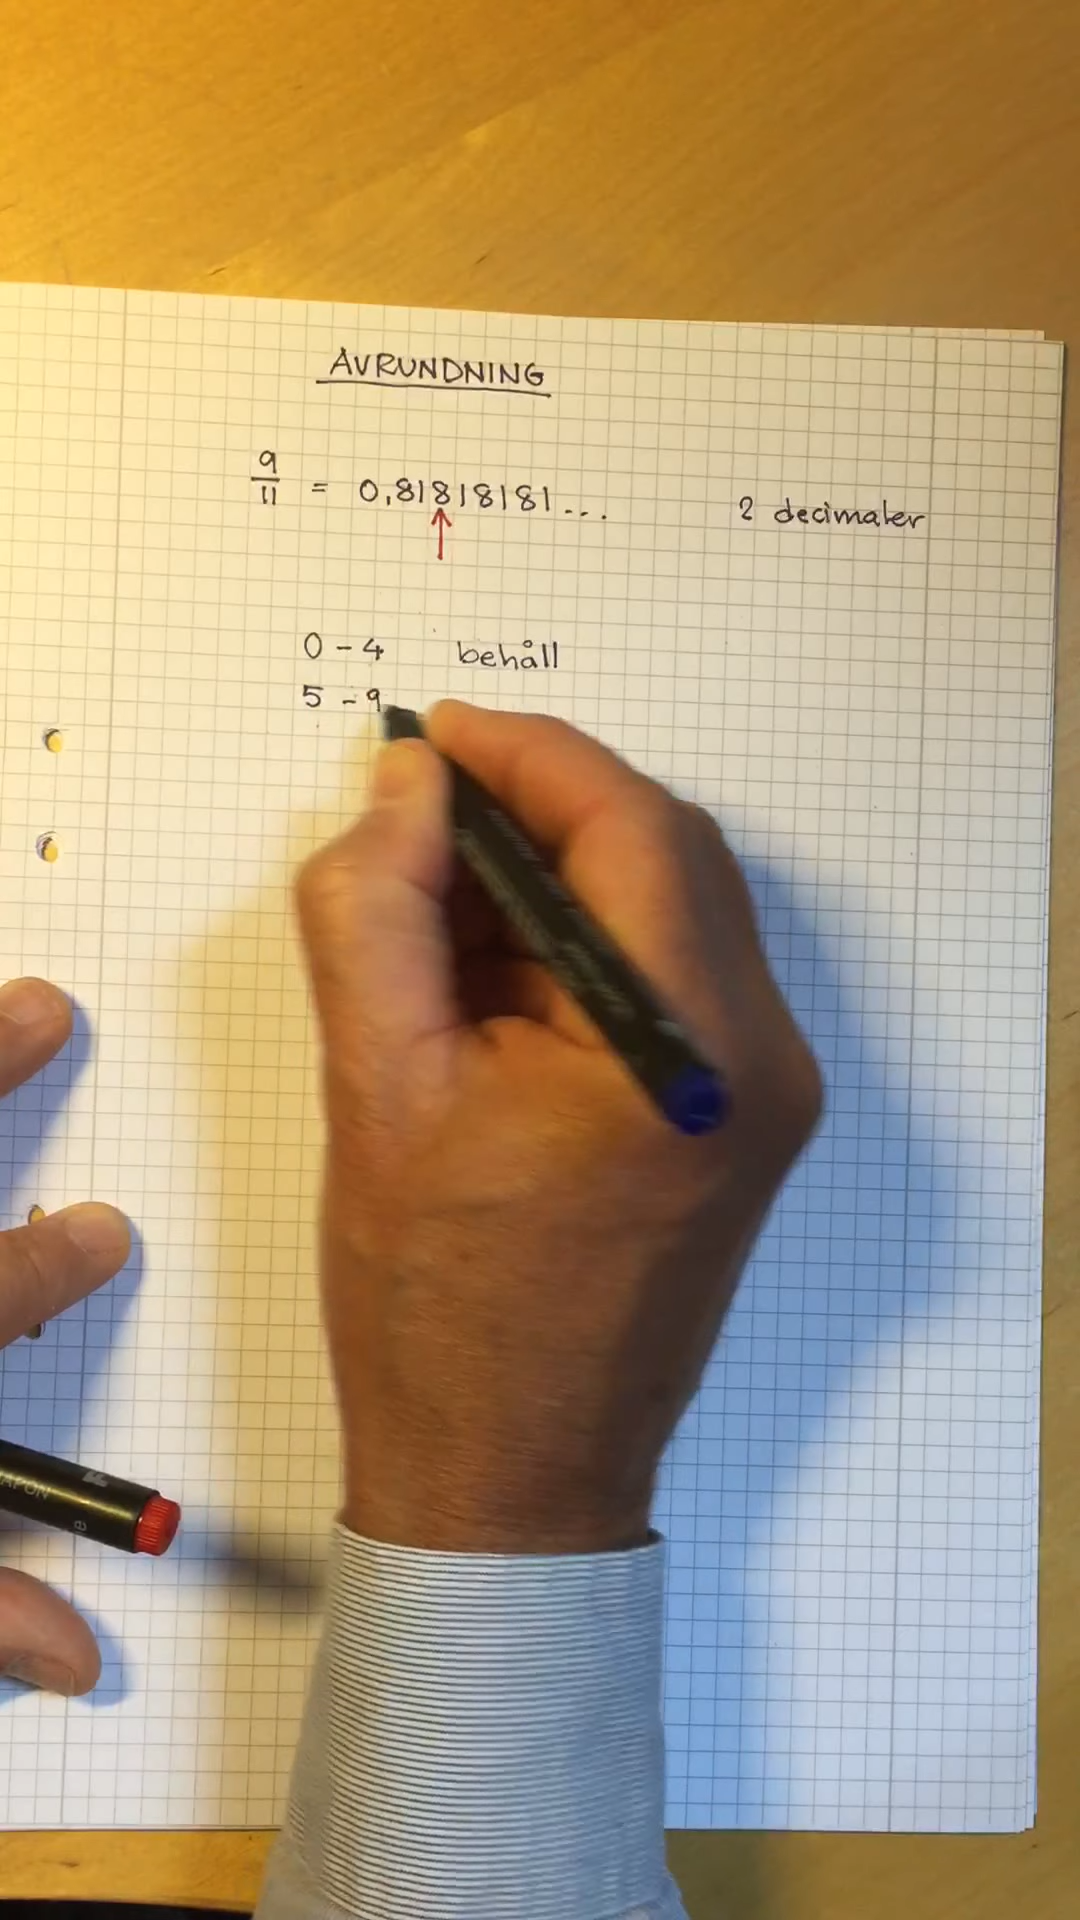 AVRUNDNING
9/11 = 0,81818181...
2 decimaler
0 - 4 behåll
5 - 9